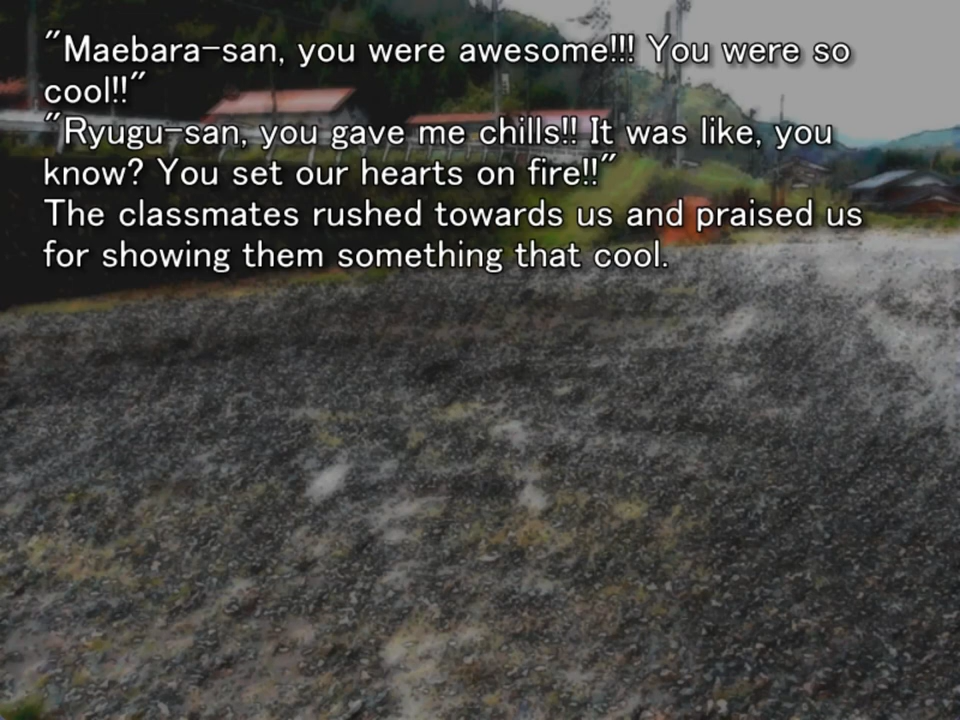 "Maebara-san, you were awesome!!! You were so
cool!!"
"Ryugu-san, you gave me chills!! It was like, you
know? You set our hearts on fire!!"
The classmates rushed towards us and praised us
for showing them something that cool.